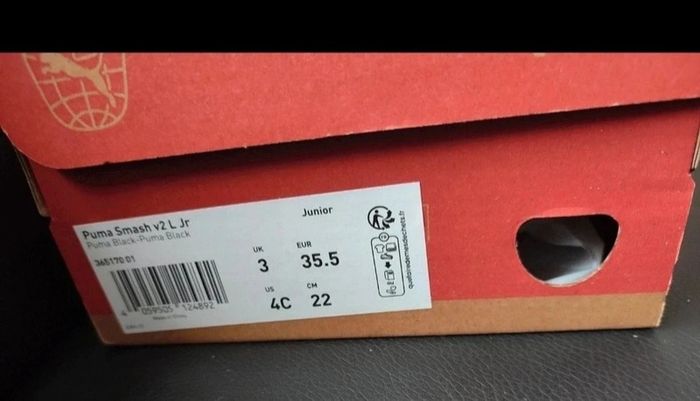 Puma Smash v2 L Jr
Puma Black-Puma Black
365170 01
4 059505 124892
Junior
UK
3
EUR
35.5
US
4C
CM
22
quefairedemesdechets.fr